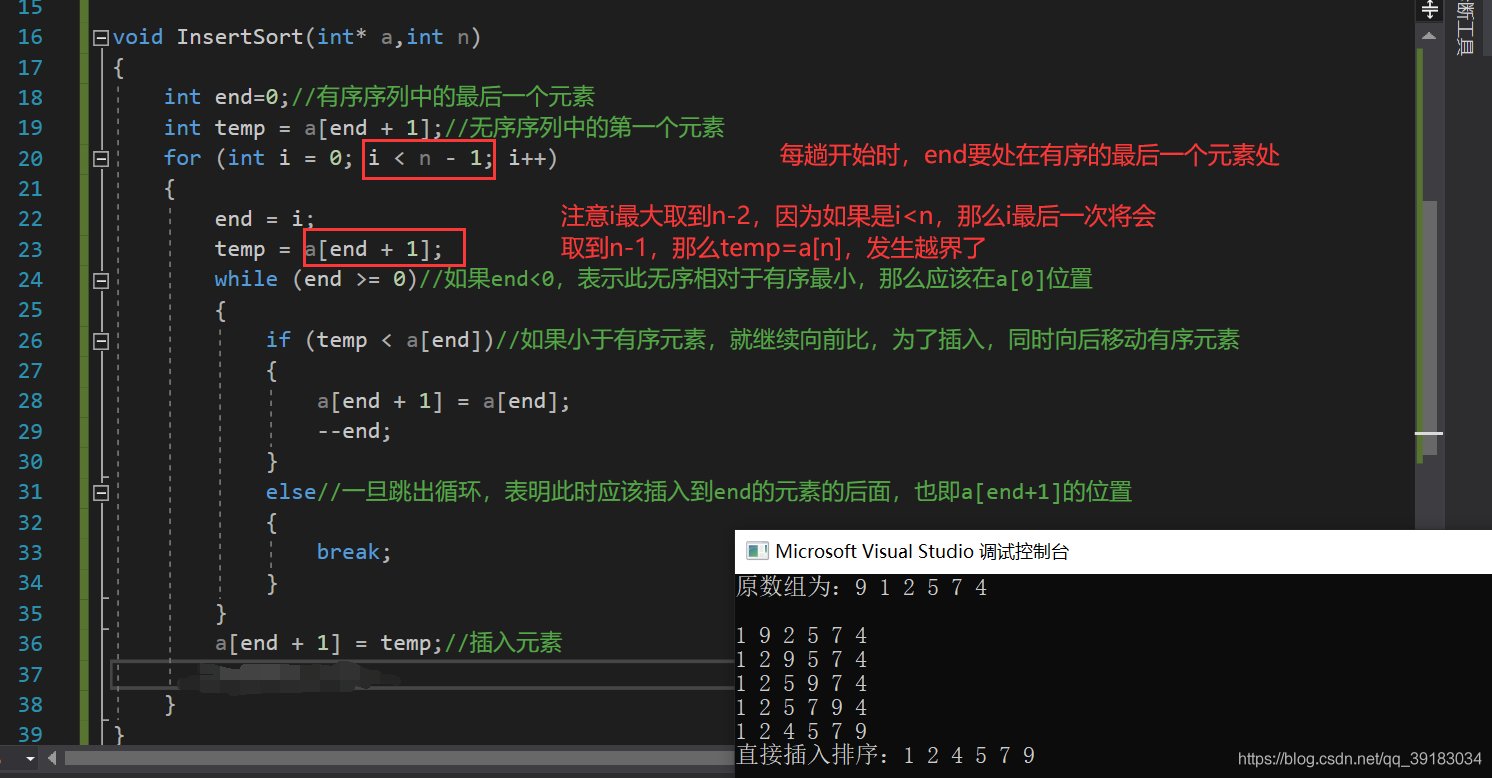 15
16 void InsertSort(int* a,int n)
17 {
18 int end=0;//有序序列中的最后一个元素
19 int temp = a[end + 1];//无序序列中的第一个元素
20 for (int i = 0; i < n - 1; i++)
每趟开始时，end要处在有序的最后一个元素处
21 {
22 end = i;
注意i最大取到n-2，因为如果是i<n，那么i最后一次将会
23 temp = a[end + 1];
取到n-1，那么temp=a[n]，发生越界了
24 while (end >= 0)//如果end<0，表示此无序相对于有序最小，那么应该在a[0]位置
25 {
26 if (temp < a[end])//如果小于有序元素，就继续向前比，为了插入，同时向后移动有序元素
27 {
28 a[end + 1] = a[end];
29 --end;
30 }
31 else//一旦跳出循环，表明此时应该插入到end的元素的后面，也即a[end+1]的位置
32 {
33 break;
34 }
35 }
36 a[end + 1] = temp;//插入元素
37
38 }
39 }
断工具
Microsoft Visual Studio 调试控制台
原数组为: 9 1 2 5 7 4
1 9 2 5 7 4
1 2 9 5 7 4
1 2 5 9 7 4
1 2 5 7 9 4
1 2 4 5 7 9
直接插入排序: 1 2 4 5 7 9
https://blog.csdn.net/qq_39183034